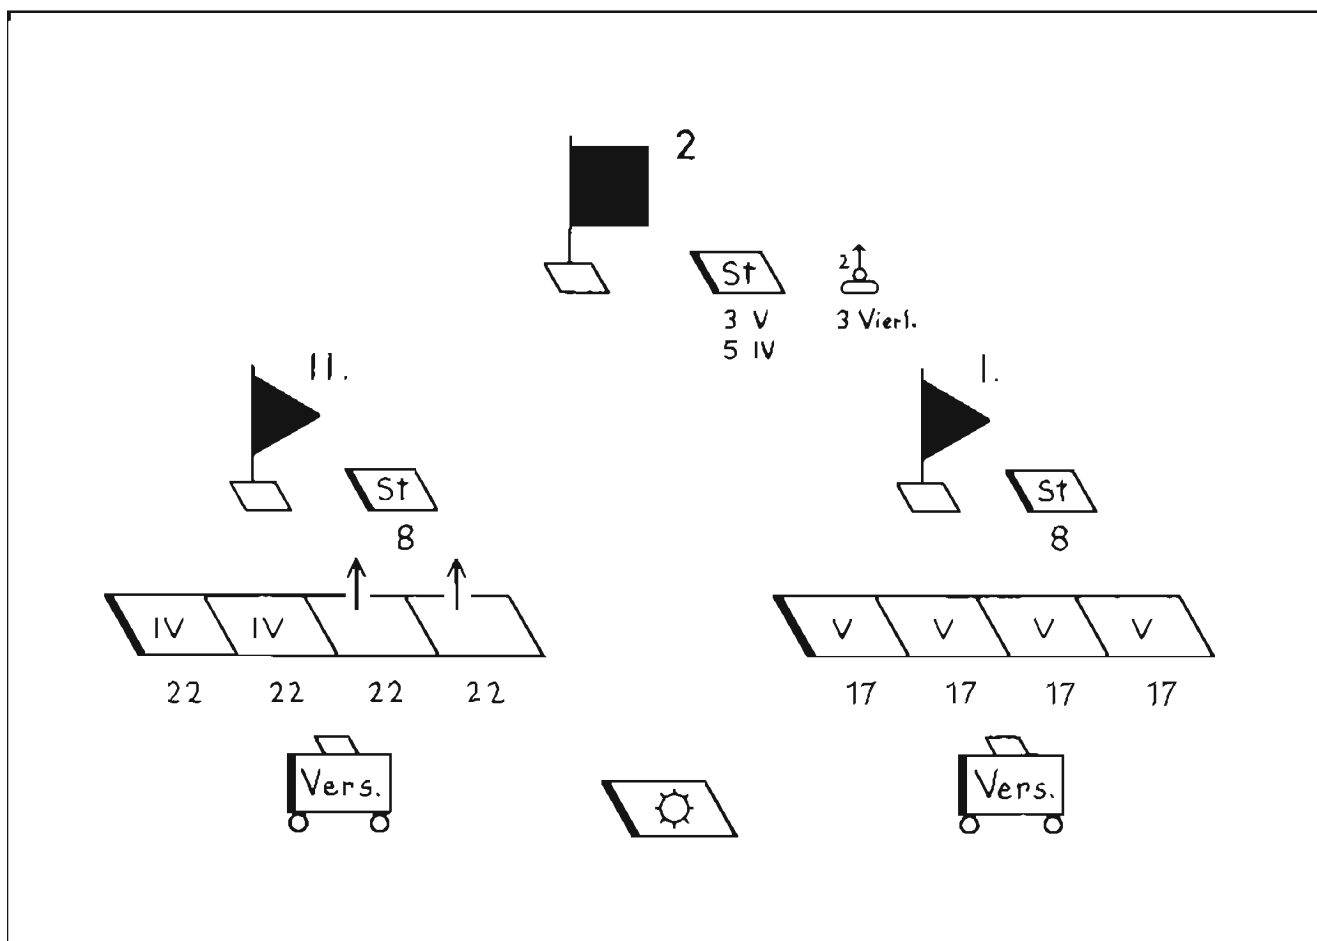 2
St
2
3 V
3 Vierl.
5 IV
II.
I.
St
St
8
8
IV IV
V V V V
22 22 22 22
17 17 17 17
Vers.
Vers.